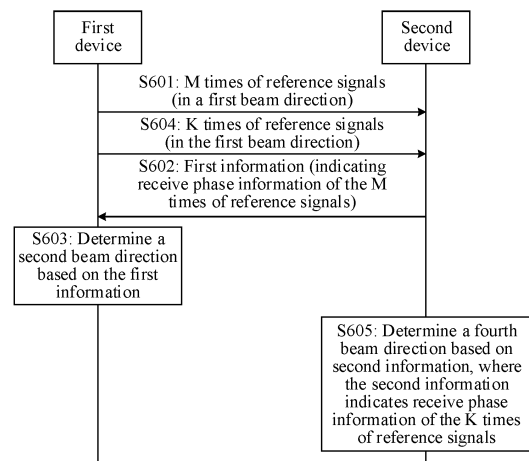 First
device
Second
device
S601: M times of reference signals
(in a first beam direction)
S604: K times of reference signals
(in the first beam direction)
S602: First information (indicating
receive phase information of the M
times of reference signals)
S603: Determine a
second beam direction
based on the first
information
S605: Determine a fourth
beam direction based on
second information, where
the second information
indicates receive phase
information of the K times
of reference signals